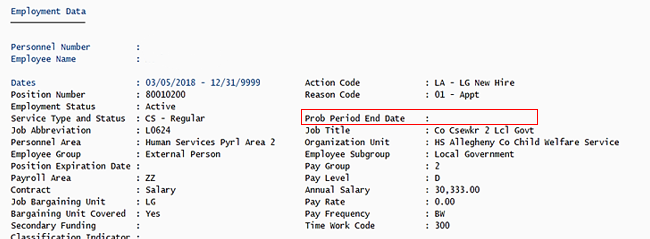 Employment Data
Personnel Number :
Employee Name :
Dates : 03/05/2018 - 12/31/9999 Action Code : LA - LG New Hire
Position Number : 80010200 Reason Code : 01 - Appt
Employment Status : Active
Service Type and Status : CS - Regular Prob Period End Date :
Job Abbreviation : L0624 Job Title : Co Csewkr 2 Lcl Govt
Personnel Area : Human Services Pyrl Area 2 Organization Unit : HS Allegheny Co Child Welfare Service
Employee Group : External Person Employee Subgroup : Local Government
Position Expiration Date : Pay Group : 2
Payroll Area : ZZ Pay Level : D
Contract : Salary Annual Salary : 30,333.00
Job Bargaining Unit : LG Pay Rate : 0.00
Bargaining Unit Covered : Yes Pay Frequency : BW
Secondary Funding : Time Work Code : 300
Classification Indicator :